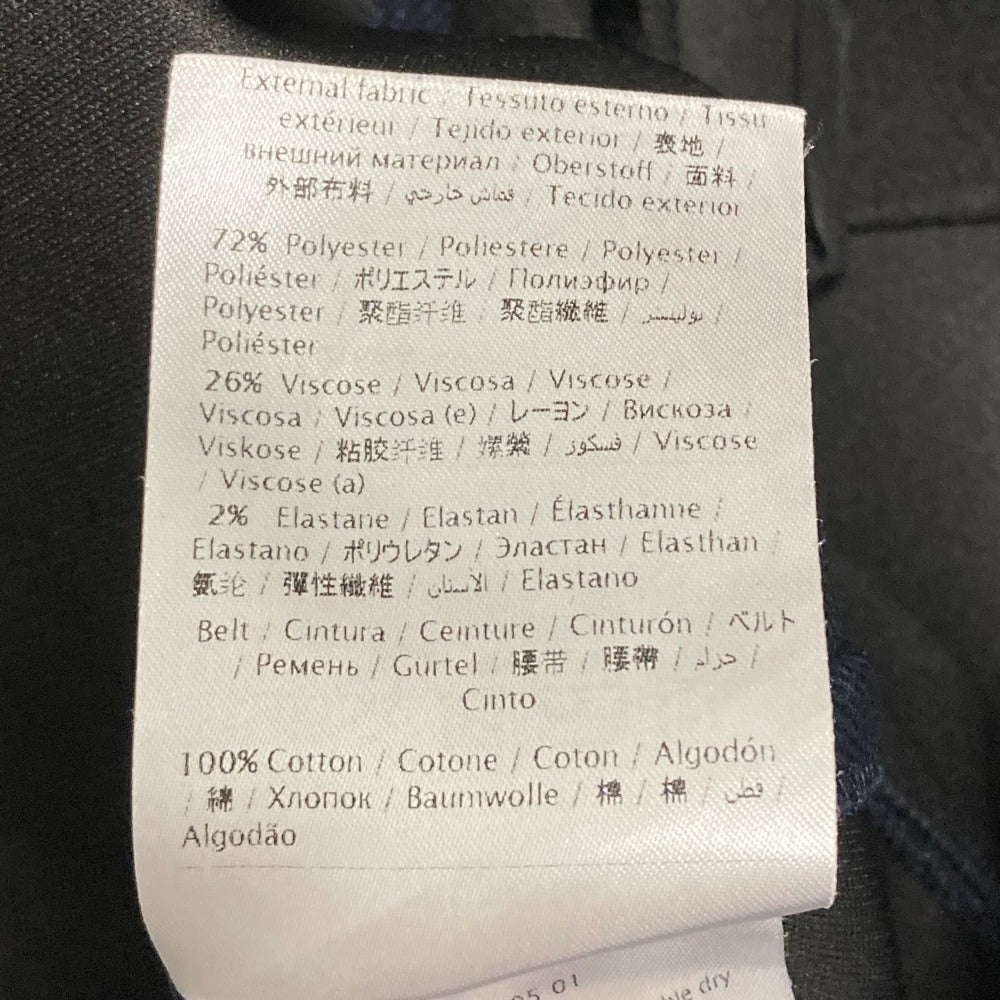 External fabric / Tessuto esterno / Tissu
extérieur / Tejido exterior / 表地 /
внешний материал / Oberstoff / 面料 /
外部布料 / قماش خارجي / Tecido exterior
72% Polyester / Poliestere / Polyester /
Poliéster / ポリエステル / Полиэфир /
Polyester / 聚酯纤维 / 聚酯纖維 / بوليستر /
Poliéster
26% Viscose / Viscosa / Viscose /
Viscosa / Viscosa (e) / レーヨン / Вискоза /
Viskose / 粘胶纤维 / 嫘縈 / فسكوز / Viscose
/ Viscose (a)
2% Elastane / Elastan / Élasthanne /
Elastano / ポリウレタン / Эластан / Elasthan /
氨纶 / 彈性纖維 / الاستان / Elastano
Belt / Cintura / Ceinture / Cinturón / ベルト
/ Ремень / Gürtel / 腰带 / 腰帶 / حزام /
Cinto
100% Cotton / Cotone / Coton / Algodón
/ 綿 / Хлопок / Baumwolle / 棉 / 棉 / قطن /
Algodão
05 01
dry